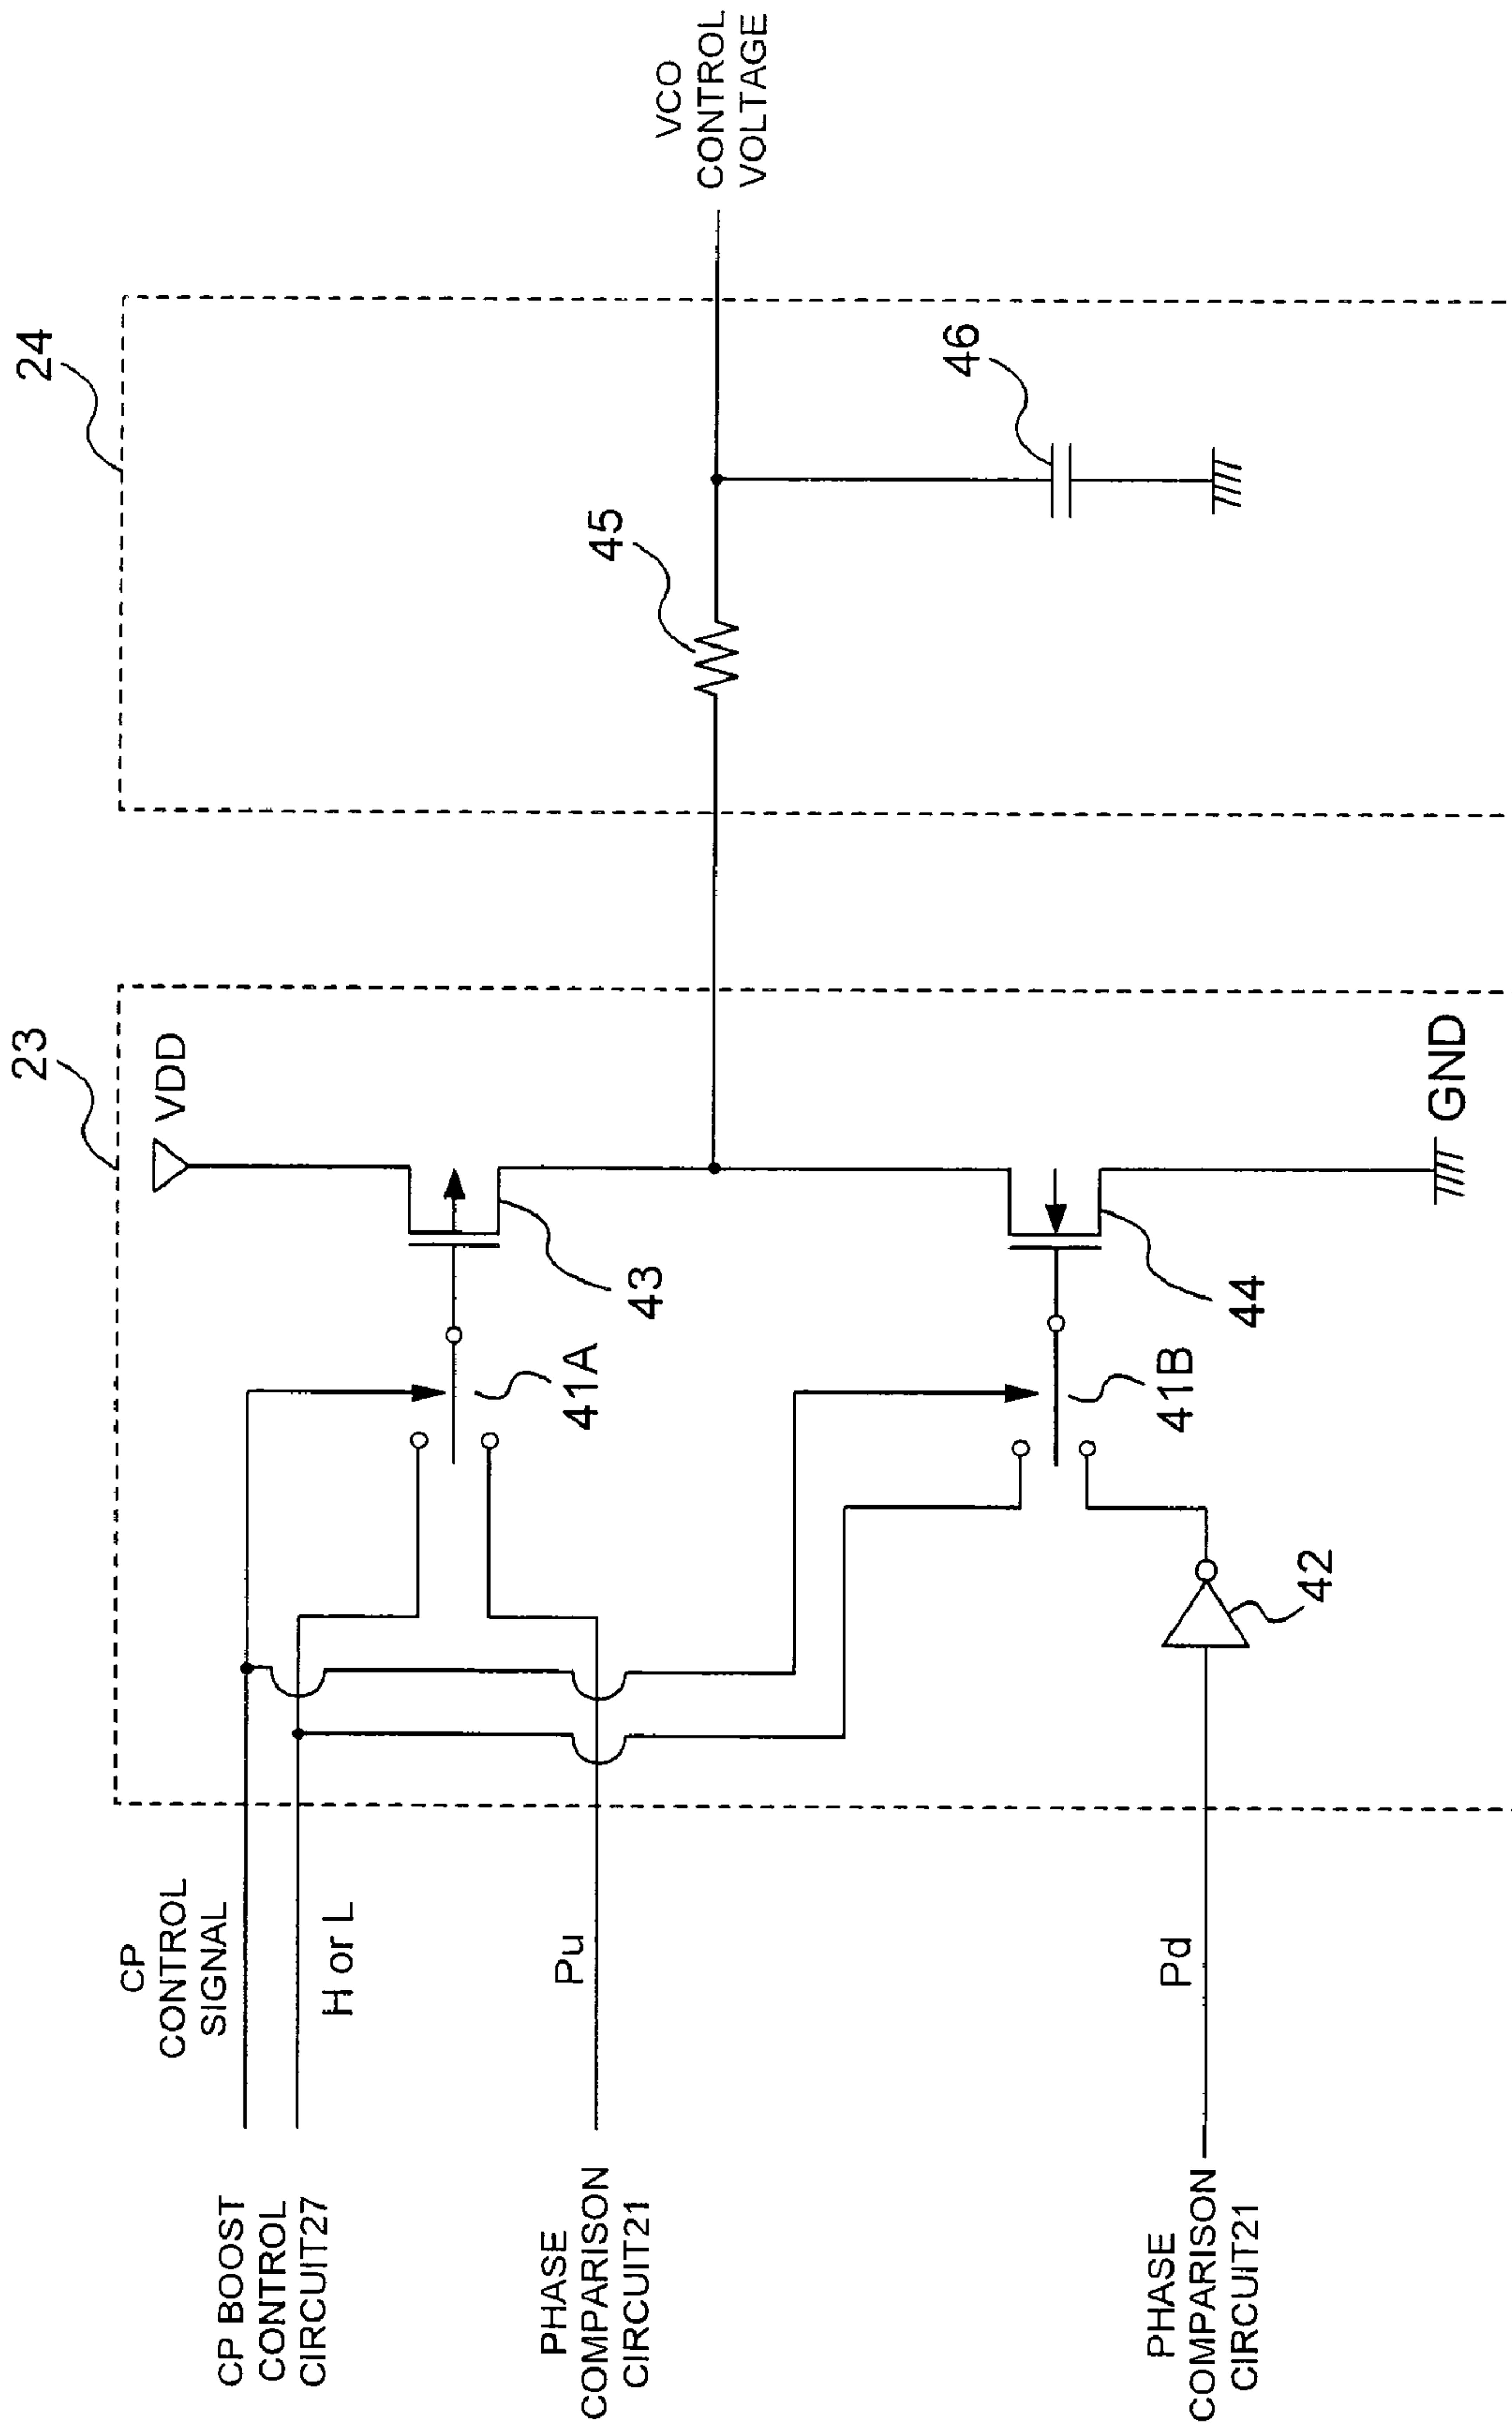 CP BOOST
CONTROL
CIRCUIT27
CP
CONTROL
SIGNAL
H or L
PHASE
COMPARISON
CIRCUIT21
Pu
PHASE
COMPARISON
CIRCUIT21
Pd
23
VDD
41A
43
41B
44
42
GND
24
45
46
VCO
CONTROL
VOLTAGE